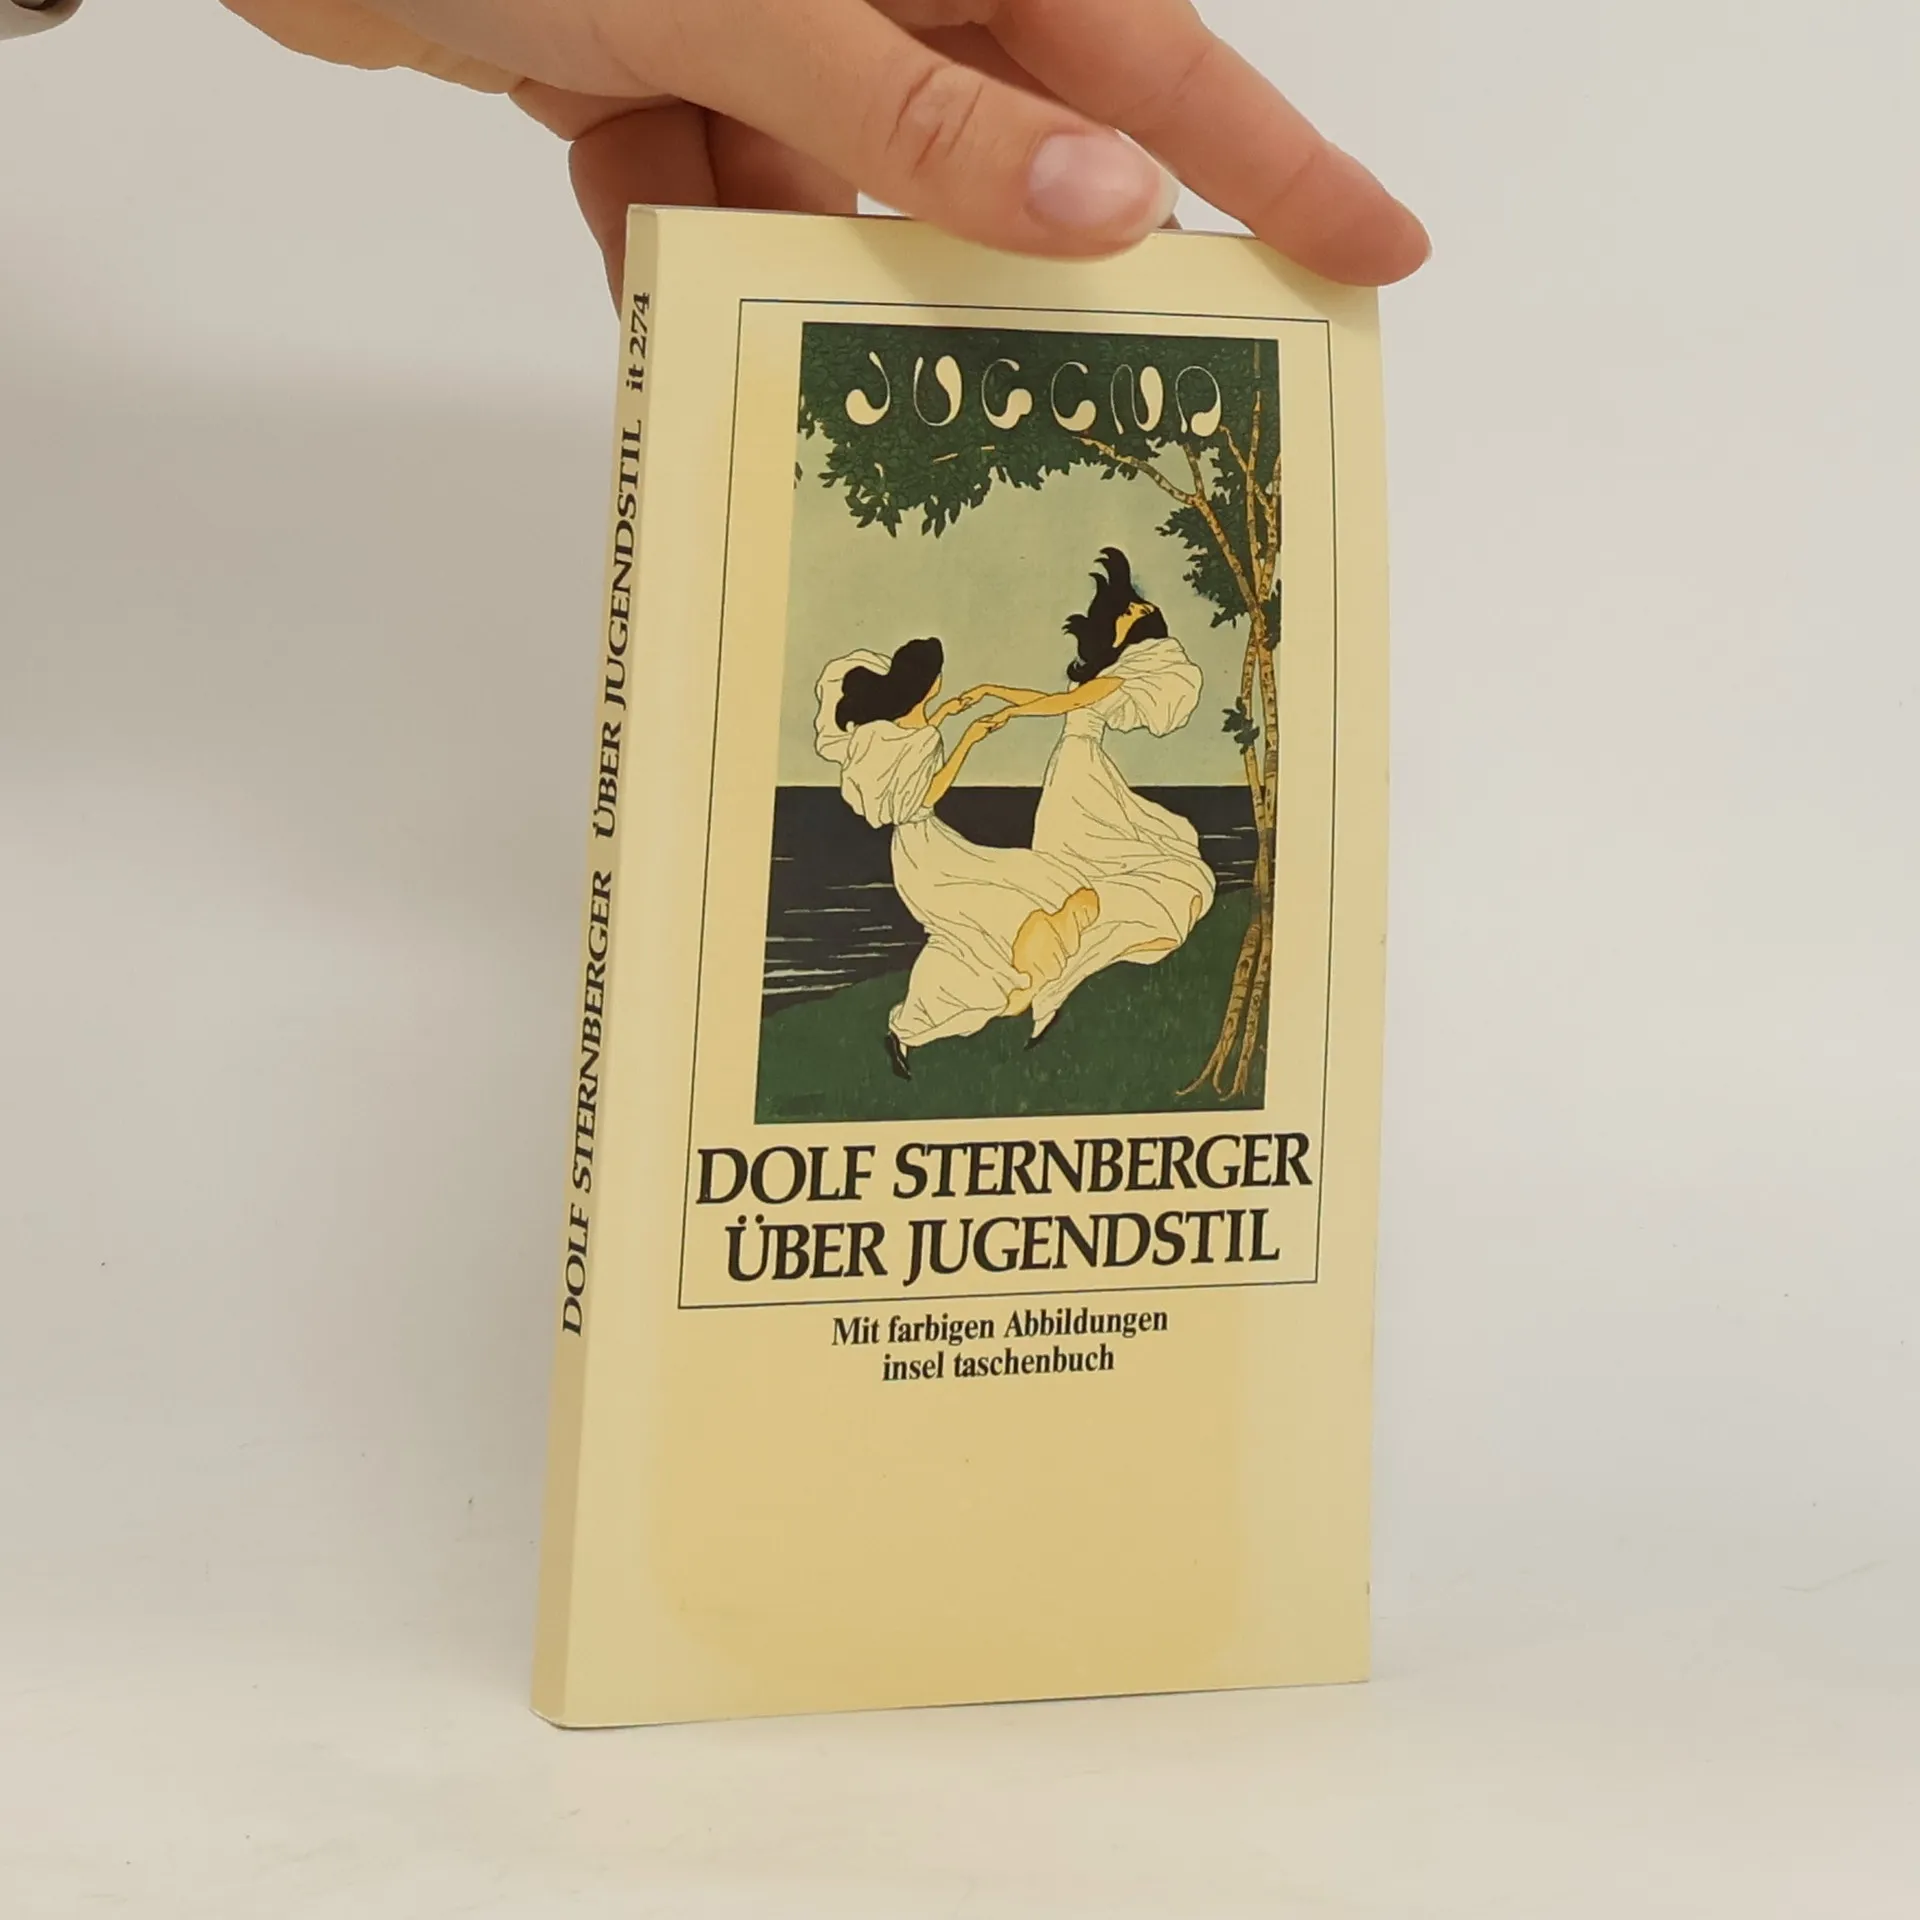 DOLF STERNBERGER ÜBER JUGENDSTIL it 274
JUGEND
DOLF STERNBERGER
ÜBER JUGENDSTIL
Mit farbigen Abbildungen
insel taschenbuch